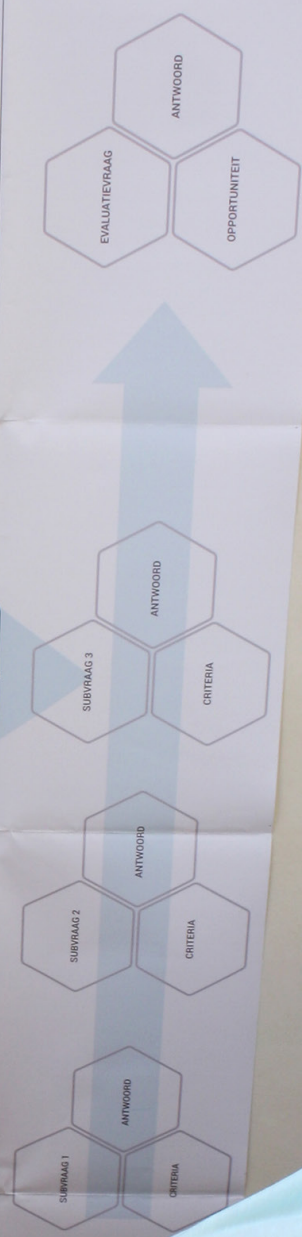 SUBVRAAG 1
ANTWOORD
CRITERIA
SUBVRAAG 2
ANTWOORD
CRITERIA
SUBVRAAG 3
ANTWOORD
CRITERIA
EVALUATIEVRAAG
ANTWOORD
OPPORTUNITEIT